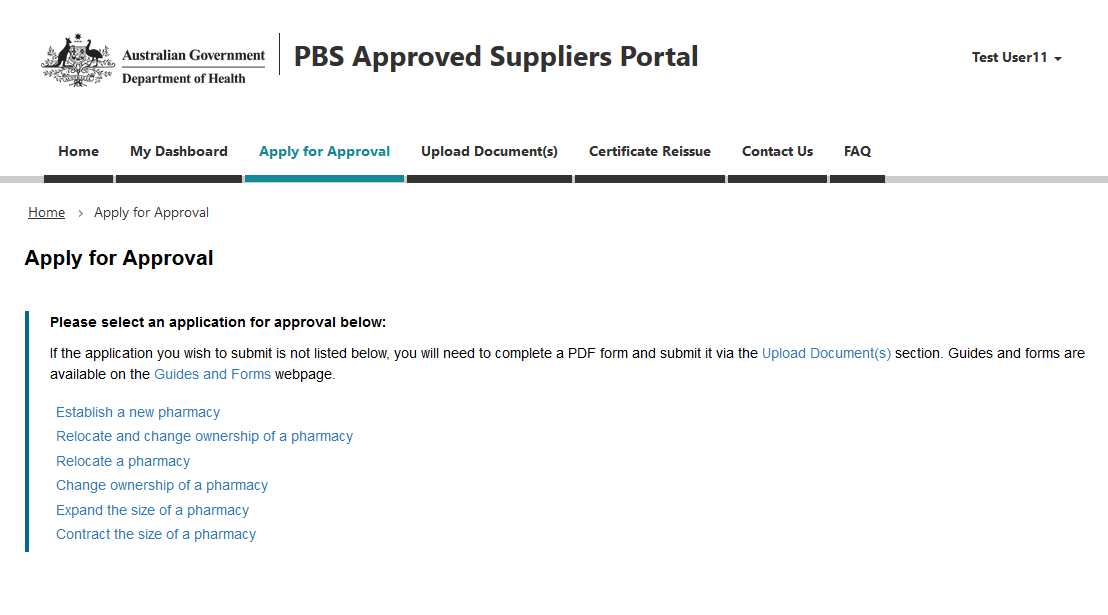 Australian Government
Department of Health
PBS Approved Suppliers Portal
Test User11
Home
My Dashboard
Apply for Approval
Upload Document(s)
Certificate Reissue
Contact Us
FAQ
Home > Apply for Approval
Apply for Approval
Please select an application for approval below:
If the application you wish to submit is not listed below, you will need to complete a PDF form and submit it via the Upload Document(s) section. Guides and forms are
available on the Guides and Forms webpage.
Establish a new pharmacy
Relocate and change ownership of a pharmacy
Relocate a pharmacy
Change ownership of a pharmacy
Expand the size of a pharmacy
Contract the size of a pharmacy